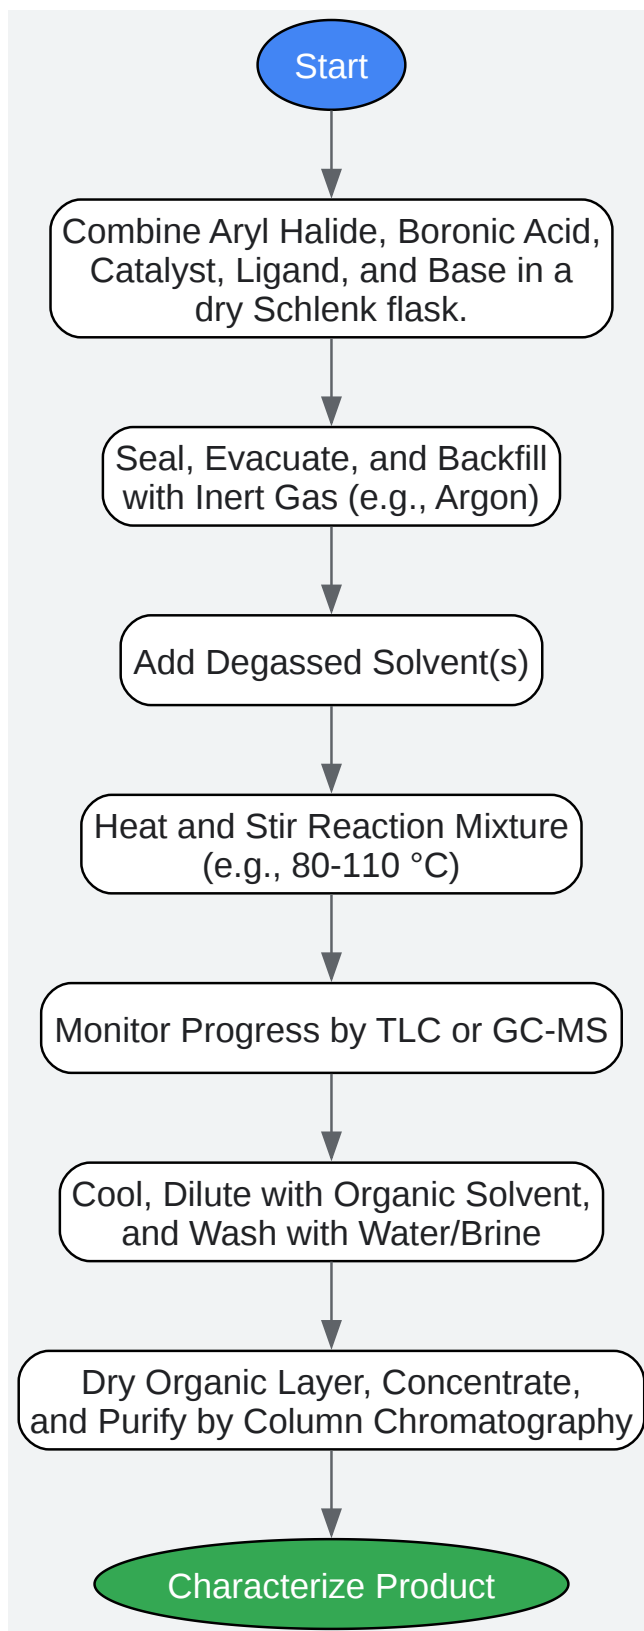 Start
Combine Aryl Halide, Boronic Acid,
Catalyst, Ligand, and Base in a
dry Schlenk flask.
Seal, Evacuate, and Backfill
with Inert Gas (e.g., Argon)
Add Degassed Solvent(s)
Heat and Stir Reaction Mixture
(e.g., 80-110 °C)
Monitor Progress by TLC or GC-MS
Cool, Dilute with Organic Solvent,
and Wash with Water/Brine
Dry Organic Layer, Concentrate,
and Purify by Column Chromatography
Characterize Product